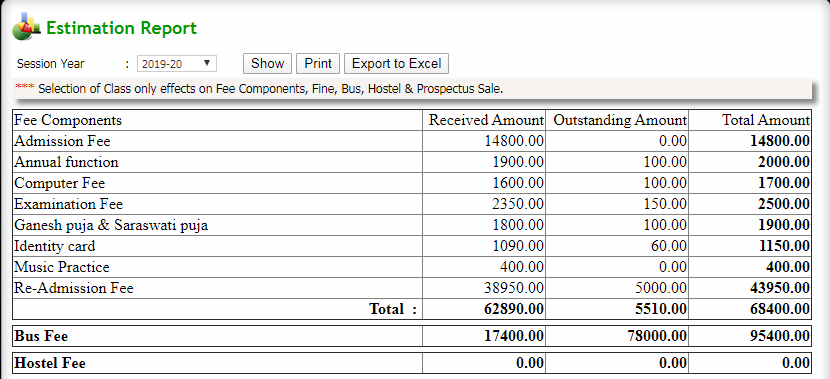 Estimation Report
Session Year : 2019-20 Show Print Export to Excel
*** Selection of Class only effects on Fee Components, Fine, Bus, Hostel & Prospectus Sale.
Fee Components Received Amount Outstanding Amount Total Amount
Admission Fee 14800.00 0.00 14800.00
Annual function 1900.00 100.00 2000.00
Computer Fee 1600.00 100.00 1700.00
Examination Fee 2350.00 150.00 2500.00
Ganesh puja & Saraswati puja 1800.00 100.00 1900.00
Identity card 1090.00 60.00 1150.00
Music Practice 400.00 0.00 400.00
Re-Admission Fee 38950.00 5000.00 43950.00
Total : 62890.00 5510.00 68400.00
Bus Fee 17400.00 78000.00 95400.00
Hostel Fee 0.00 0.00 0.00